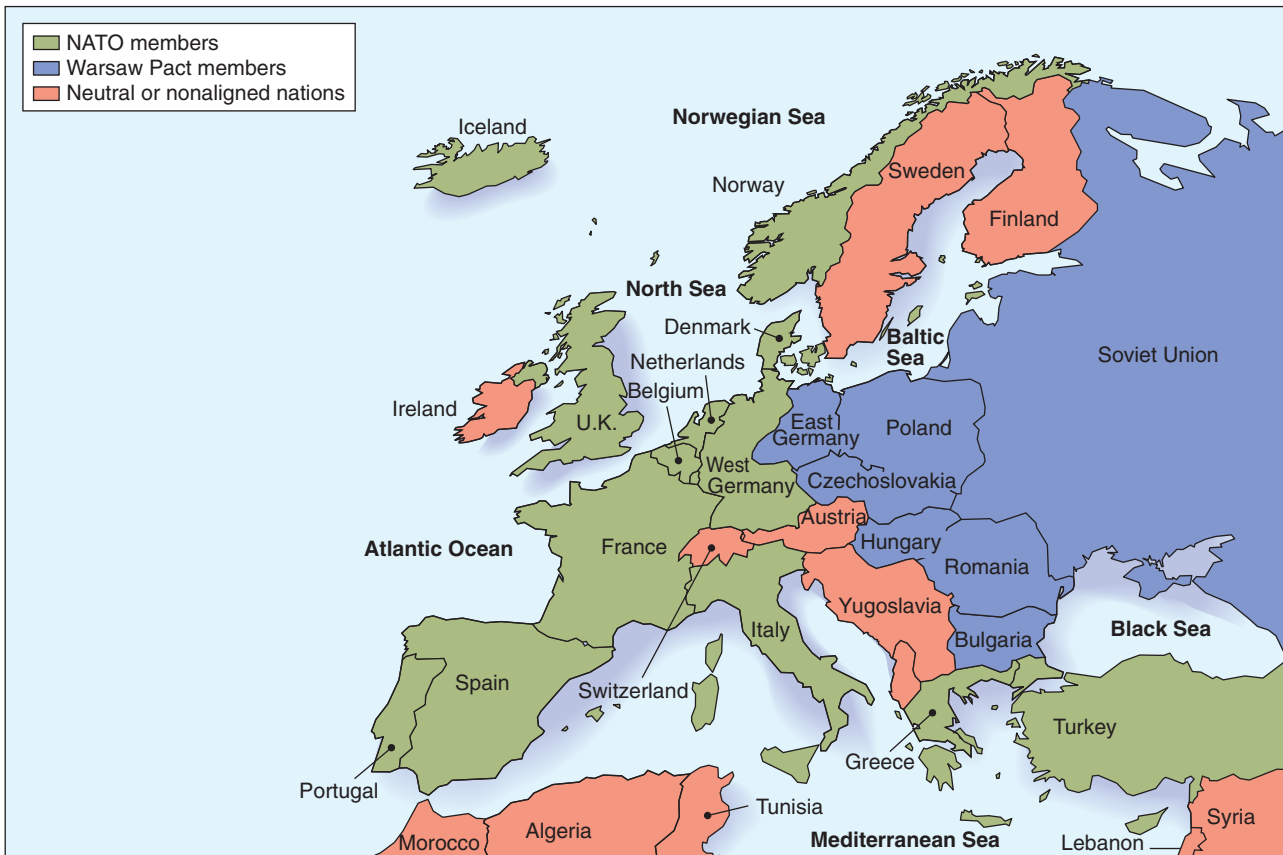 NATO members
Warsaw Pact members
Neutral or nonaligned nations
Iceland
Norwegian Sea
Norway
Sweden
Finland
North Sea
Denmark
Baltic
Sea
Soviet Union
Netherlands
Belgium
Ireland
U.K.
East
Germany
Poland
West
Germany
Czechoslovakia
Austria
Atlantic Ocean
France
Hungary
Romania
Yugoslavia
Italy
Bulgaria
Black Sea
Spain
Switzerland
Turkey
Greece
Portugal
Tunisia
Syria
Morocco
Algeria
Mediterranean Sea
Lebanon